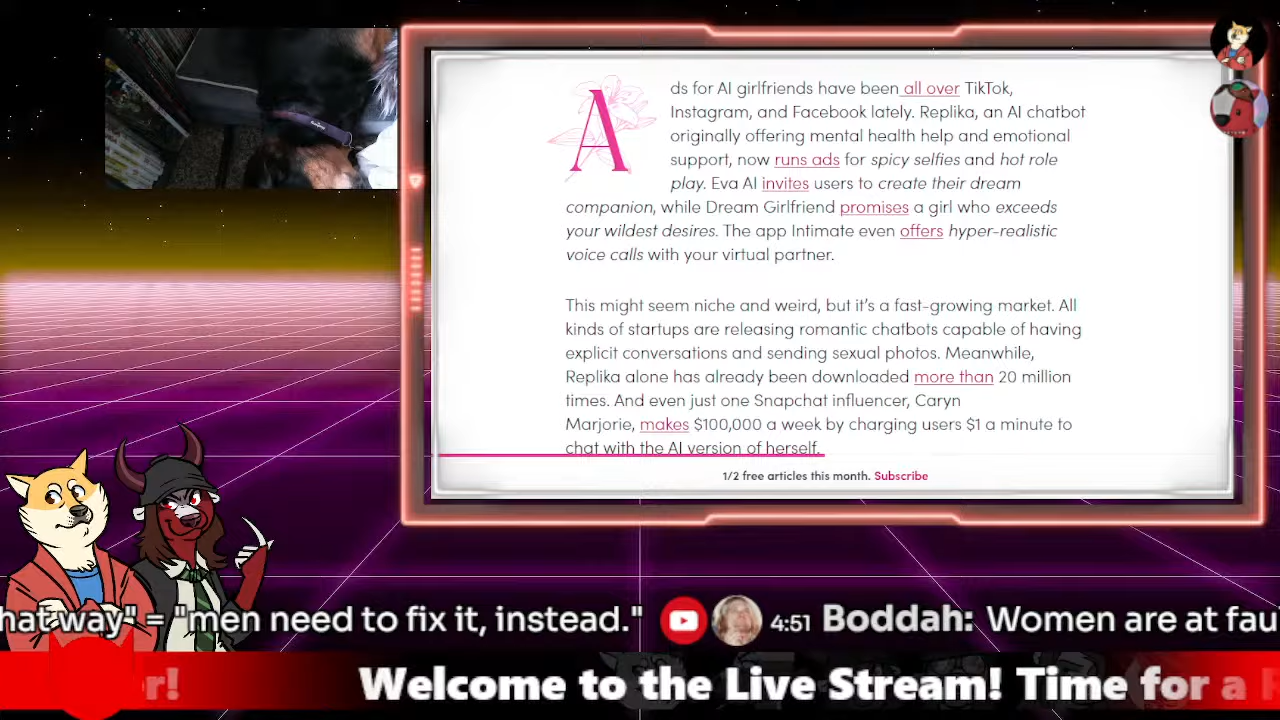 A
ds for AI girlfriends have been all over TikTok,
Instagram, and Facebook lately. Replika, an AI chatbot
originally offering mental health help and emotional
support, now runs ads for spicy selfies and hot role
play. Eva AI invites users to create their dream
companion, while Dream Girlfriend promises a girl who exceeds
your wildest desires. The app Intimate even offers hyper-realistic
voice calls with your virtual partner.
This might seem niche and weird, but it's a fast-growing market. All
kinds of startups are releasing romantic chatbots capable of having
explicit conversations and sending sexual photos. Meanwhile,
Replika alone has already been downloaded more than 20 million
times. And even just one Snapchat influencer, Caryn
Marjorie, makes $100,000 a week by charging users $1 a minute to
chat with the AI version of herself.
1/2 free articles this month. Subscribe
hat way" = "men need to fix it, instead." 4:51 Boddah: Women are at fau
r! Welcome to the Live Stream! Time for a